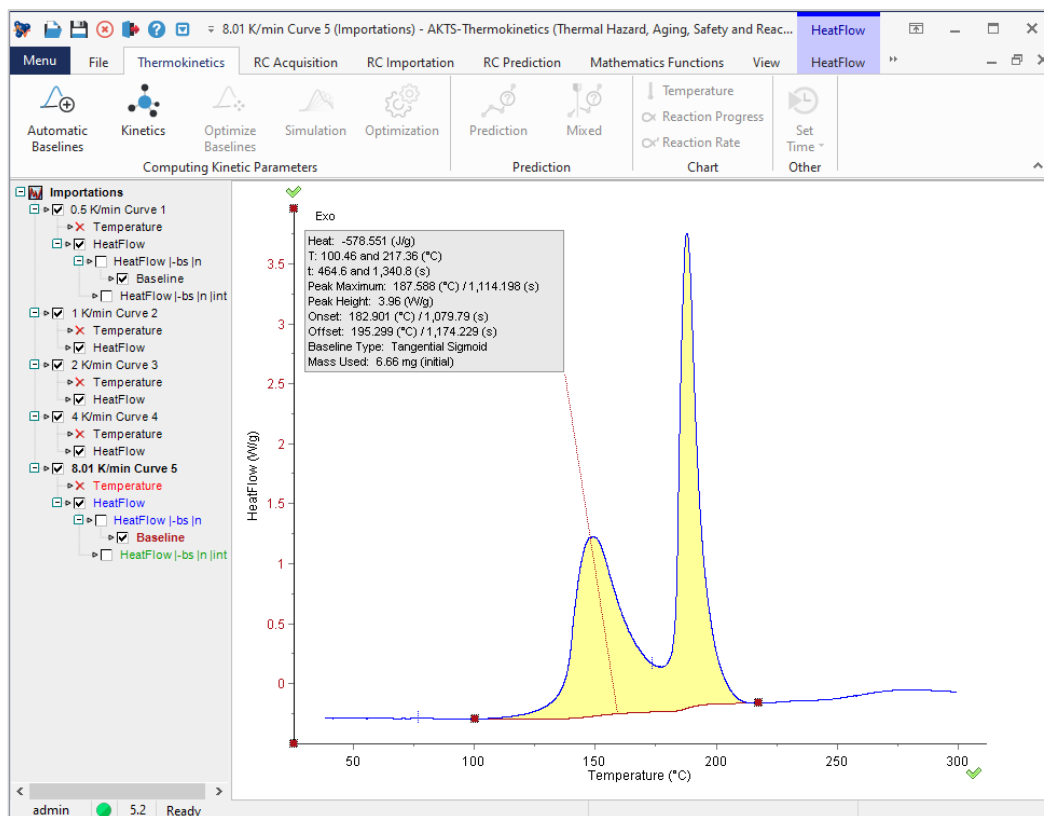 8.01 K/min Curve 5 (Importations) - AKTS-Thermokinetics (Thermal Hazard, Aging, Safety and Reac... HeatFlow
Menu File Thermokinetics RC Acquisition RC Importation RC Prediction Mathematics Functions View HeatFlow
Automatic Baselines
Kinetics
Optimize Baselines
Simulation
Optimization
Prediction
Mixed
Temperature
Reaction Progress
Reaction Rate
Set Time
Computing Kinetic Parameters Prediction Chart Other
Importations
0.5 K/min Curve 1
Temperature
HeatFlow
HeatFlow |-bs |n
Baseline
HeatFlow |-bs |n |int
1 K/min Curve 2
Temperature
HeatFlow
2 K/min Curve 3
Temperature
HeatFlow
4 K/min Curve 4
Temperature
HeatFlow
8.01 K/min Curve 5
Temperature
HeatFlow
HeatFlow |-bs |n
Baseline
HeatFlow |-bs |n |int
Exo
Heat: -578.551 (J/g)
T: 100.46 and 217.36 (°C)
t: 464.6 and 1,340.8 (s)
Peak Maximum: 187.588 (°C) / 1,114.198 (s)
Peak Height: 3.96 (W/g)
Onset: 182.901 (°C) / 1,079.79 (s)
Offset: 195.299 (°C) / 1,174.229 (s)
Baseline Type: Tangential Sigmoid
Mass Used: 6.66 mg (initial)
HeatFlow (W/g)
3.5
3
2.5
2
1.5
1
0.5
0
50 100 150 200 250 300
Temperature (°C)
admin 5.2 Ready